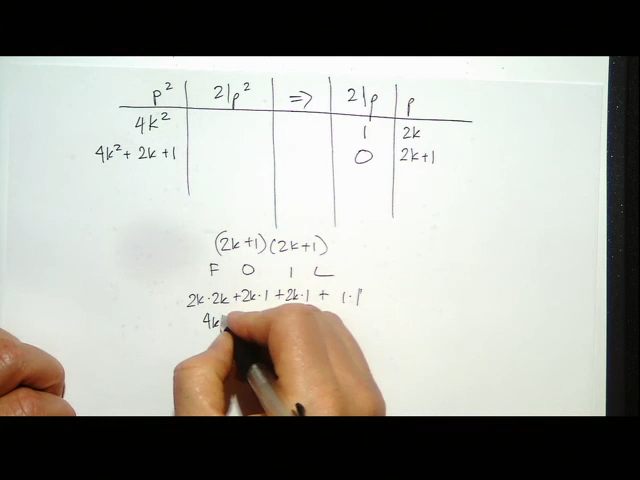 p² 2|p² ⇒ 2|p p
4k² 1 2k
4k² + 2k + 1 0 2k+1
(2k+1)(2k+1)
F O I L
2k·2k + 2k·1 + 2k·1 + 1·1
4k